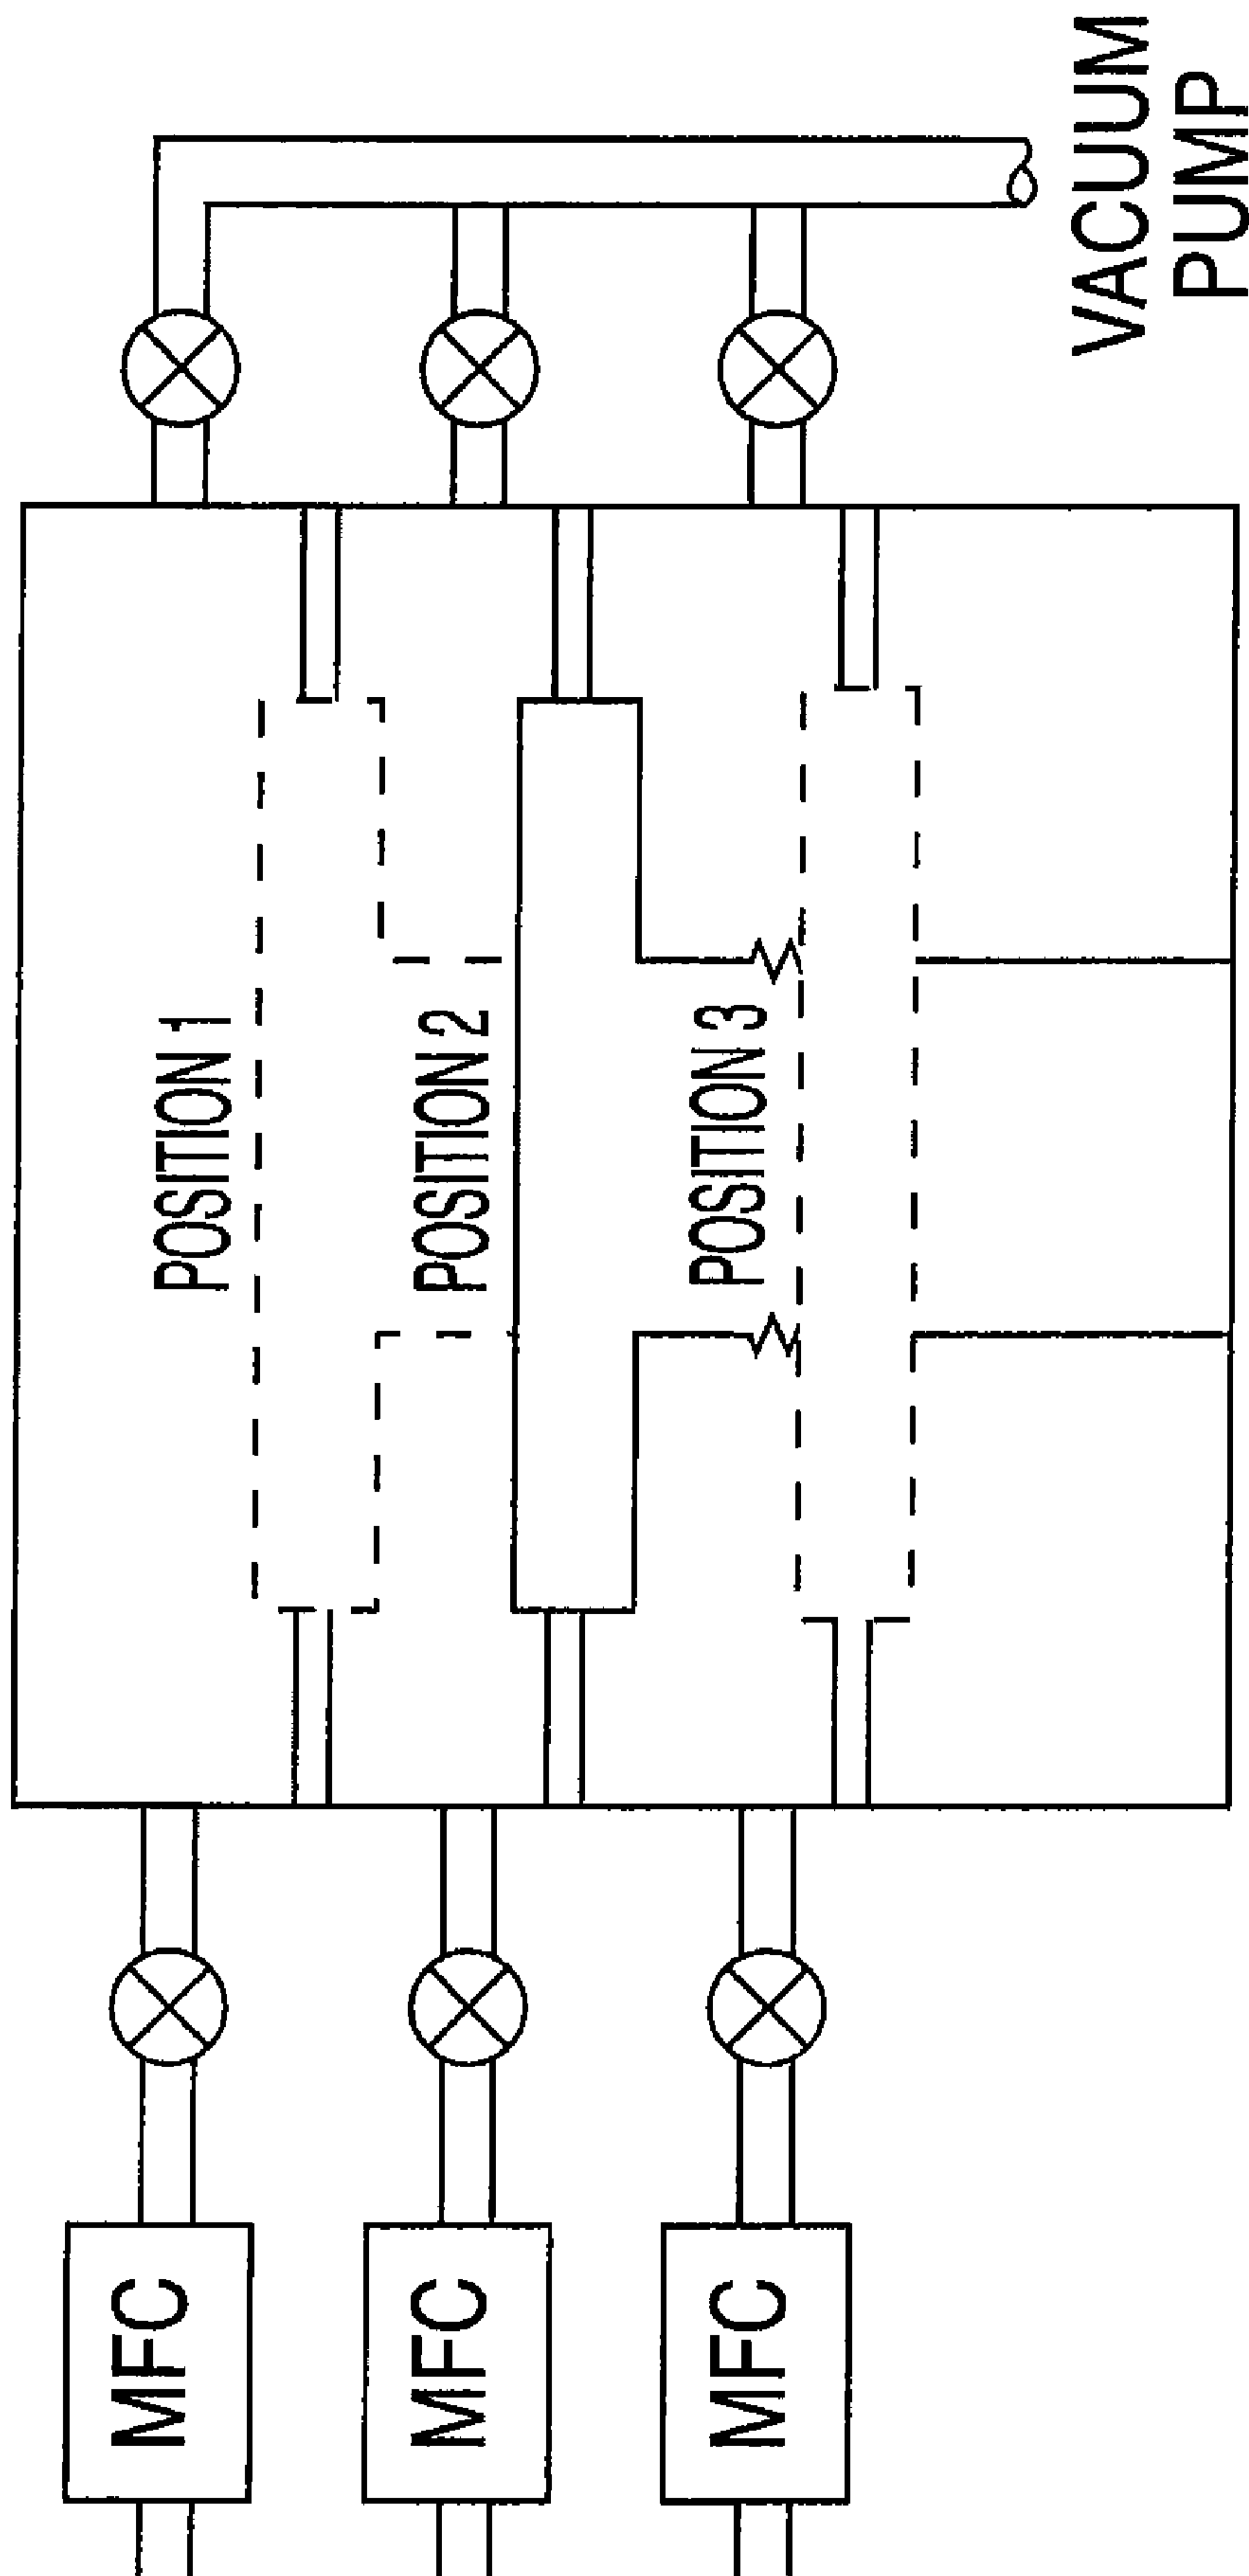 MFC
MFC
MFC
POSITION 1
POSITION 2
POSITION 3
VACUUM
PUMP